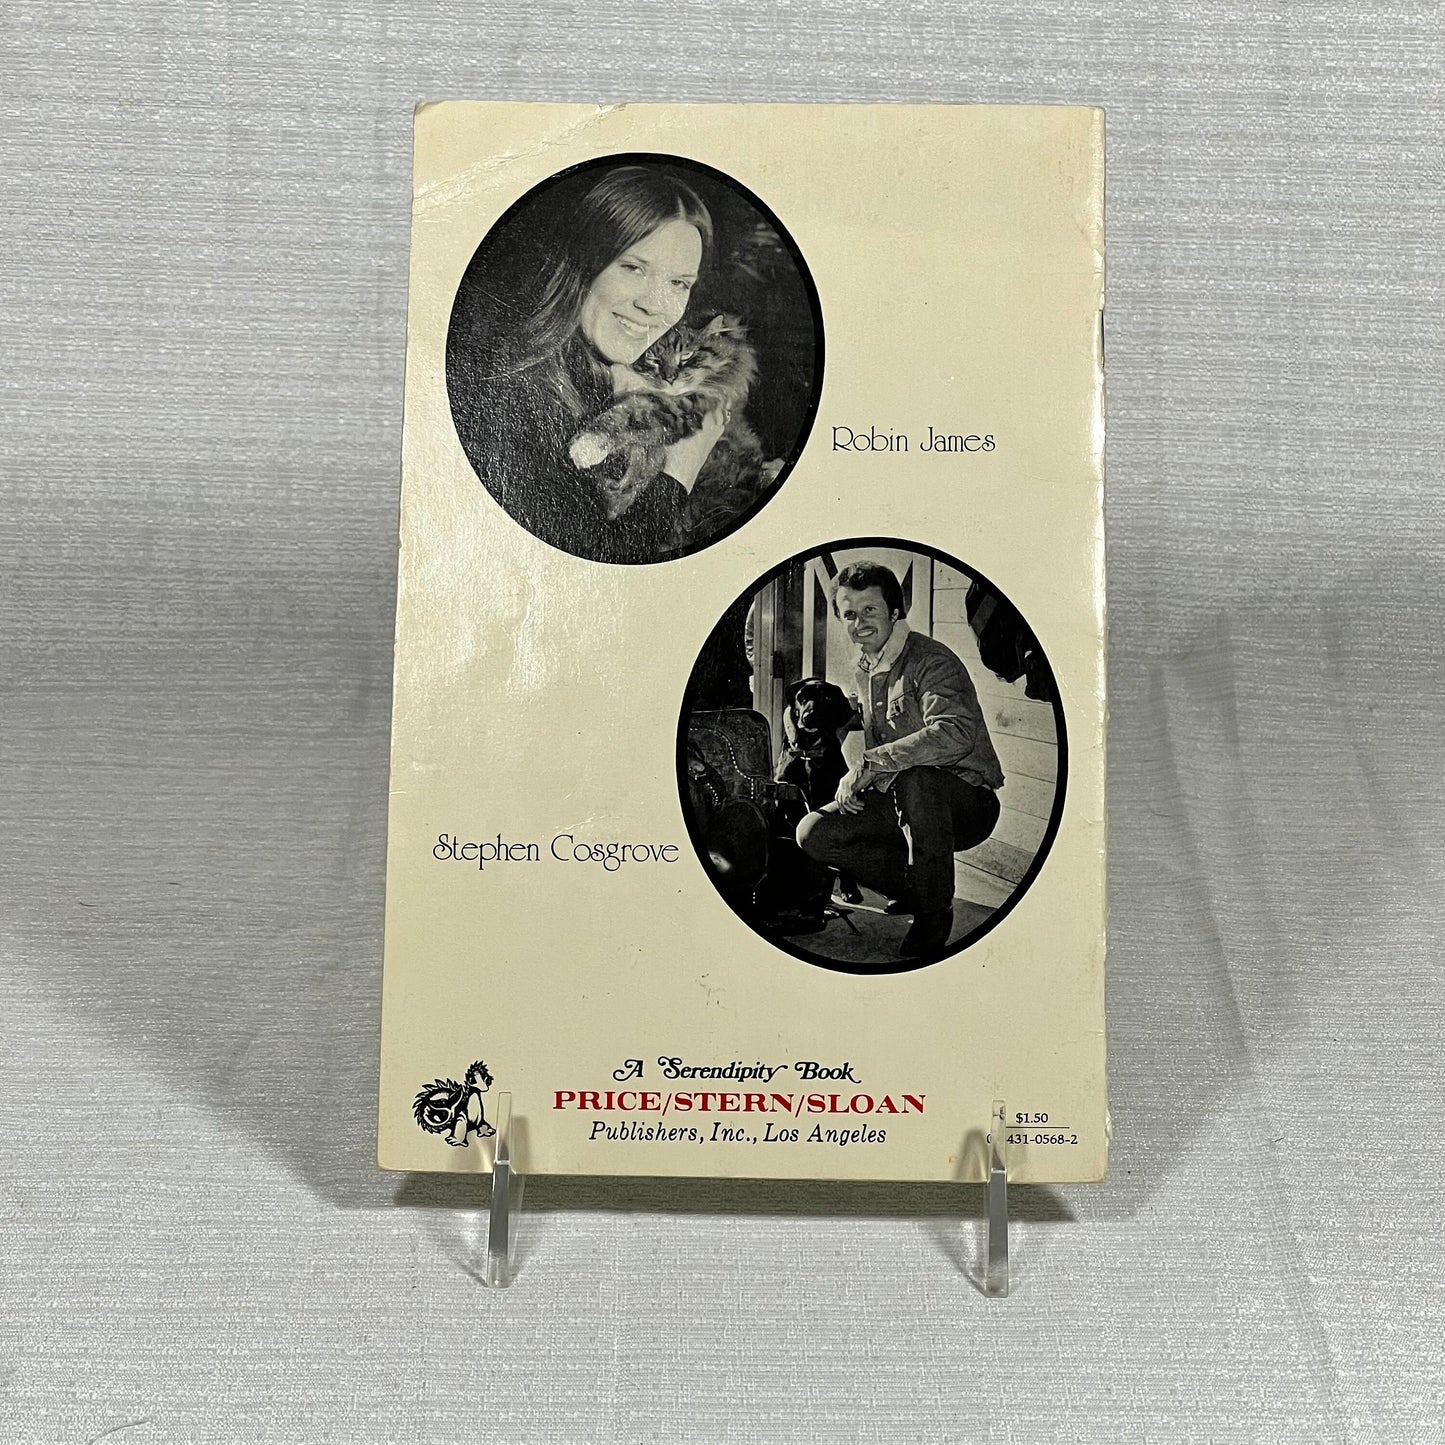 Robin James
Stephen Cosgrove
A Serendipity Book
PRICE/STERN/SLOAN
Publishers, Inc., Los Angeles
$1.50
431-0568-2